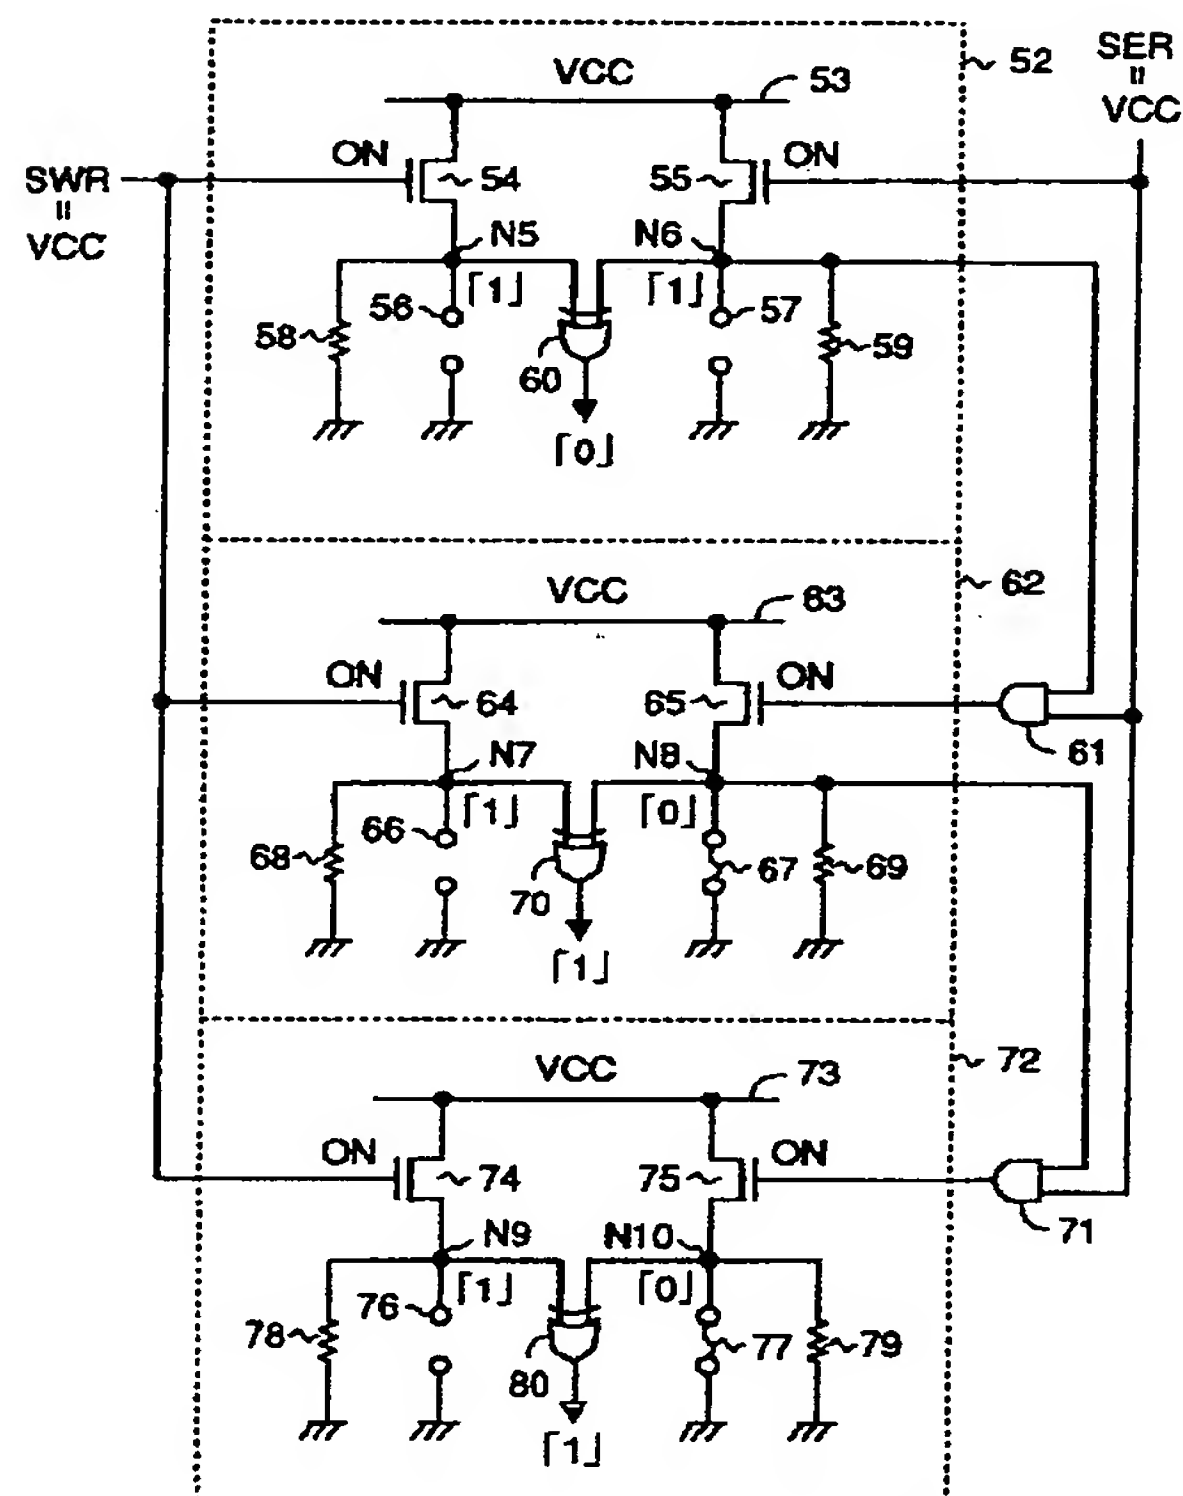 SER
=
VCC
52
VCC
53
ON
54
55
ON
SWR
=
VCC
N5
N6
「1」
「1」
56
57
58
59
60
「0」
62
VCC
63
ON
64
65
ON
61
N7
N8
「1」
「0」
66
67
68
69
70
「1」
72
VCC
73
ON
74
75
ON
71
N9
N10
「1」
「0」
76
77
78
79
80
「1」